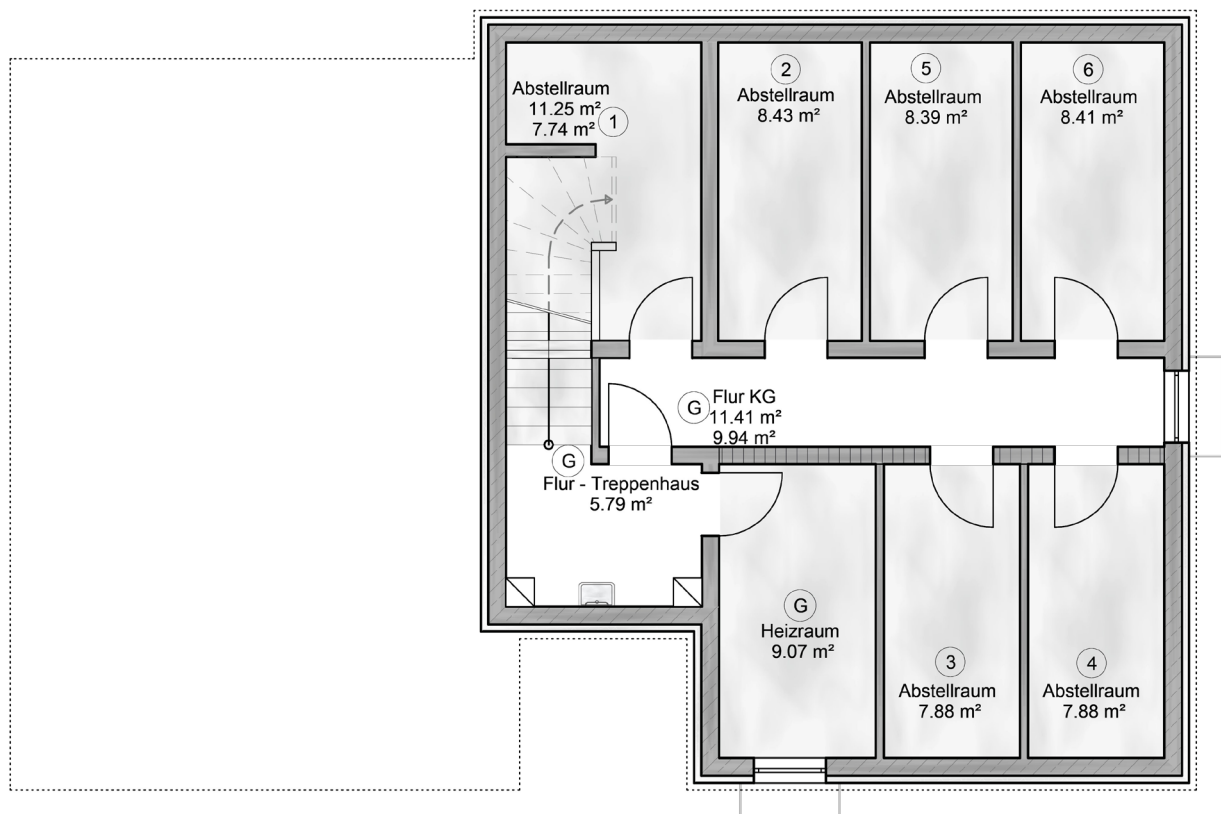 Abstellraum
11.25 m²
7.74 m²
1
2
Abstellraum
8.43 m²
5
Abstellraum
8.39 m²
6
Abstellraum
8.41 m²
G
Flur KG
11.41 m²
9.94 m²
G
Flur - Treppenhaus
5.79 m²
G
Heizraum
9.07 m²
3
Abstellraum
7.88 m²
4
Abstellraum
7.88 m²